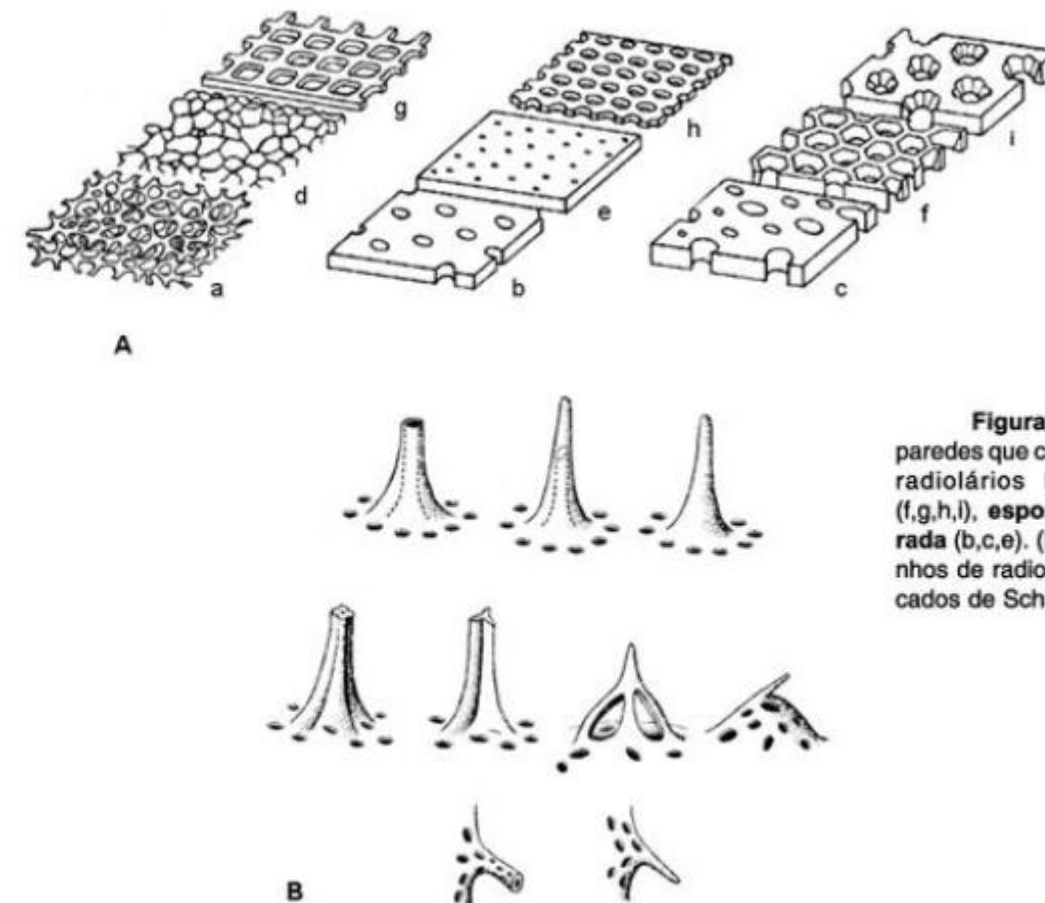 g
h
i
d
e
f
a
b
c
A
Figura
paredes que c
radiolários
(f,g,h,i), espo
rada (b,c,e). (
nhos de radio
cados de Sch
B